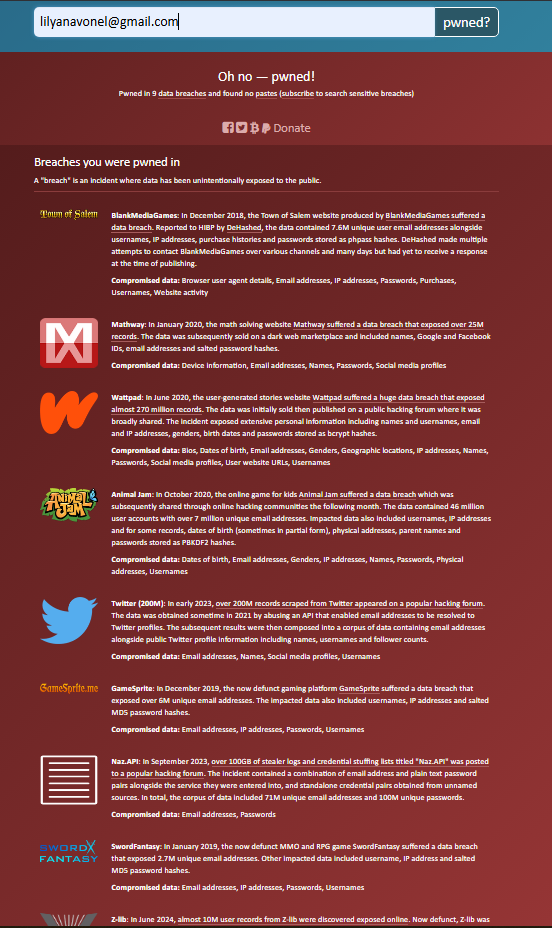 lilyanavonel@gmail.com
pwned?
Oh no — pwned!
Pwned in 9 data breaches and found no pastes (subscribe to search sensitive breaches)
Donate
Breaches you were pwned in
A "breach" is an incident where data has been unintentionally exposed to the public.
Town of Salem
BlankMediaGames: In December 2018, the Town of Salem website produced by BlankMediaGames suffered a
data breach. Reported to HIBP by DeHashed, the data contained 7.6M unique user email addresses alongside
usernames, IP addresses, purchase histories and passwords stored as phpass hashes. DeHashed made multiple
attempts to contact BlankMediaGames over various channels and many days but had yet to receive a response
at the time of publishing.
Compromised data: Browser user agent details, Email addresses, IP addresses, Passwords, Purchases,
Usernames, Website activity
Mathway: In January 2020, the math solving website Mathway suffered a data breach that exposed over 25M
records. The data was subsequently sold on a dark web marketplace and included names, Google and Facebook
IDs, email addresses and salted password hashes.
Compromised data: Device information, Email addresses, Names, Passwords, Social media profiles
Wattpad: In June 2020, the user-generated stories website Wattpad suffered a huge data breach that exposed
almost 270 million records. The data was initially sold then published on a public hacking forum where it was
broadly shared. The incident exposed extensive personal information including names and usernames, email
and IP addresses, genders, birth dates and passwords stored as bcrypt hashes.
Compromised data: Bios, Dates of birth, Email addresses, Genders, Geographic locations, IP addresses, Names,
Passwords, Social media profiles, User website URLs, Usernames
ANIMAL JAM
Animal Jam: In October 2020, the online game for kids Animal Jam suffered a data breach which was
subsequently shared through online hacking communities the following month. The data contained 46 million
user accounts with over 7 million unique email addresses. Impacted data also included usernames, IP addresses
and for some records, dates of birth (sometimes in partial form), physical addresses, parent names and
passwords stored as PBKDF2 hashes.
Compromised data: Dates of birth, Email addresses, Genders, IP addresses, Names, Passwords, Physical
addresses, Usernames
Twitter (200M): In early 2023, over 200M records scraped from Twitter appeared on a popular hacking forum.
The data was obtained sometime in 2021 by abusing an API that enabled email addresses to be resolved to
Twitter profiles. The subsequent results were then composed into a corpus of data containing email addresses
alongside public Twitter profile information including names, usernames and follower counts.
Compromised data: Email addresses, Names, Social media profiles, Usernames
GameSprite.me
GameSprite: In December 2019, the now defunct gaming platform GameSprite suffered a data breach that
exposed over 6M unique email addresses. The impacted data also included usernames, IP addresses and salted
MD5 password hashes.
Compromised data: Email addresses, IP addresses, Passwords, Usernames
Naz.API: In September 2023, over 100GB of stealer logs and credential stuffing lists titled "Naz.API" was posted
to a popular hacking forum. The incident contained a combination of email address and plain text password
pairs alongside the service they were entered into, and standalone credential pairs obtained from unnamed
sources. In total, the corpus of data included 71M unique email addresses and 100M unique passwords.
Compromised data: Email addresses, Passwords
SWORDX
FANTASY
SwordFantasy: In January 2019, the now defunct MMO and RPG game SwordFantasy suffered a data breach
that exposed 2.7M unique email addresses. Other impacted data included username, IP address and salted
MD5 password hashes.
Compromised data: Email addresses, IP addresses, Passwords, Usernames
Z-lib: In June 2024, almost 10M user records from Z-lib were discovered exposed online. Now defunct, Z-lib was